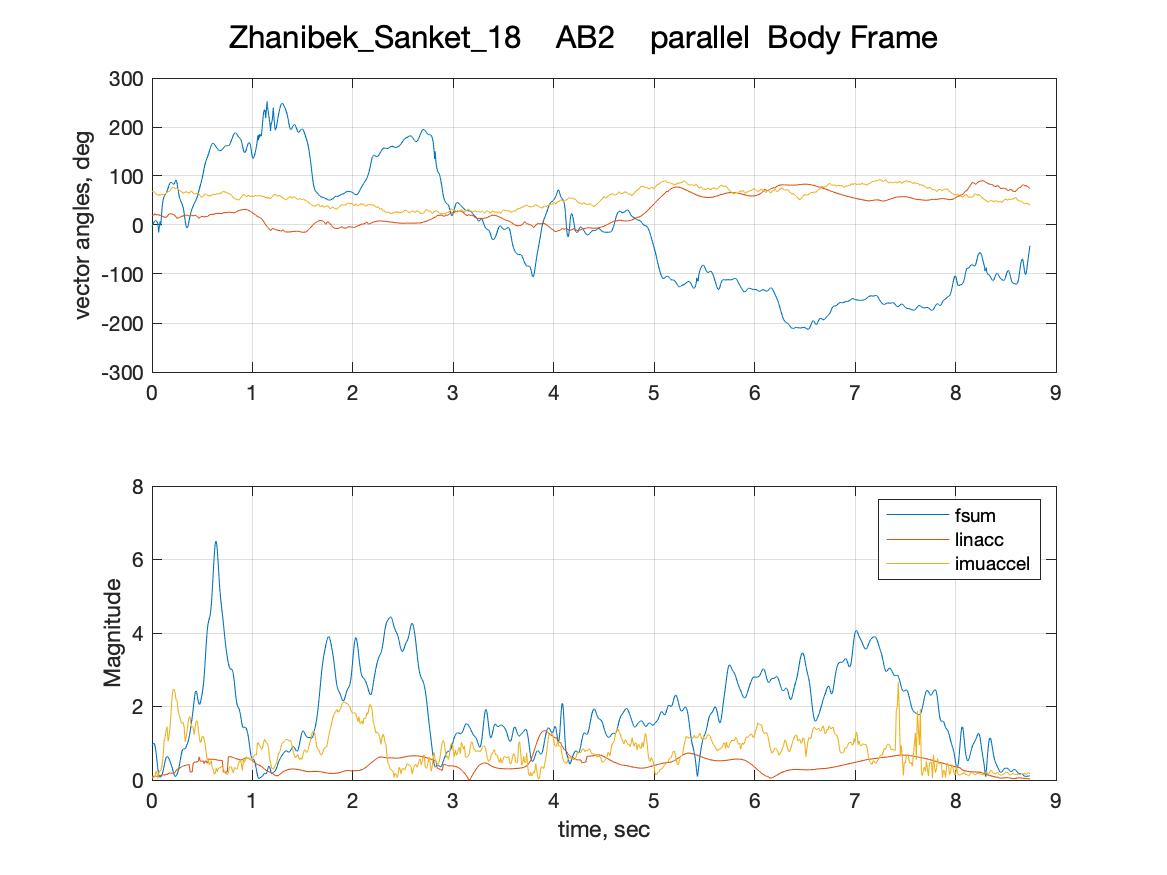 Zhanibek_Sanket_18 AB2 parallel Body Frame
300
200
100
0
-100
-200
-300
vector angles, deg
0 1 2 3 4 5 6 7 8 9
8
6
4
2
0
Magnitude
fsum
linacc
imuaccel
0 1 2 3 4 5 6 7 8 9
time, sec